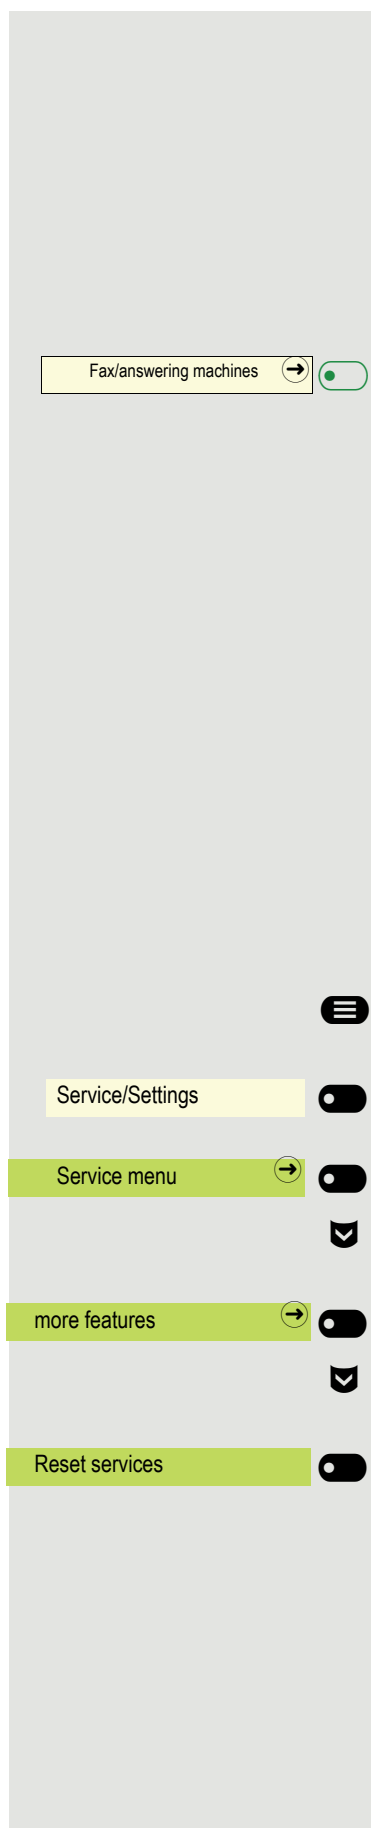 Fax/answering machines
Service/Settings
Service menu
more features
Reset services